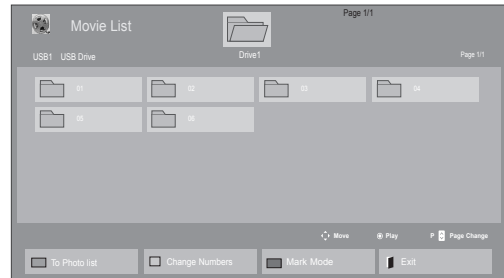 Page 1/1
Movie List
Drive1
USB1 USB Drive
Page 1/1
01 02 03 04
05 06
Move Play P Page Change
To Photo list Change Numbers Mark Mode Exit